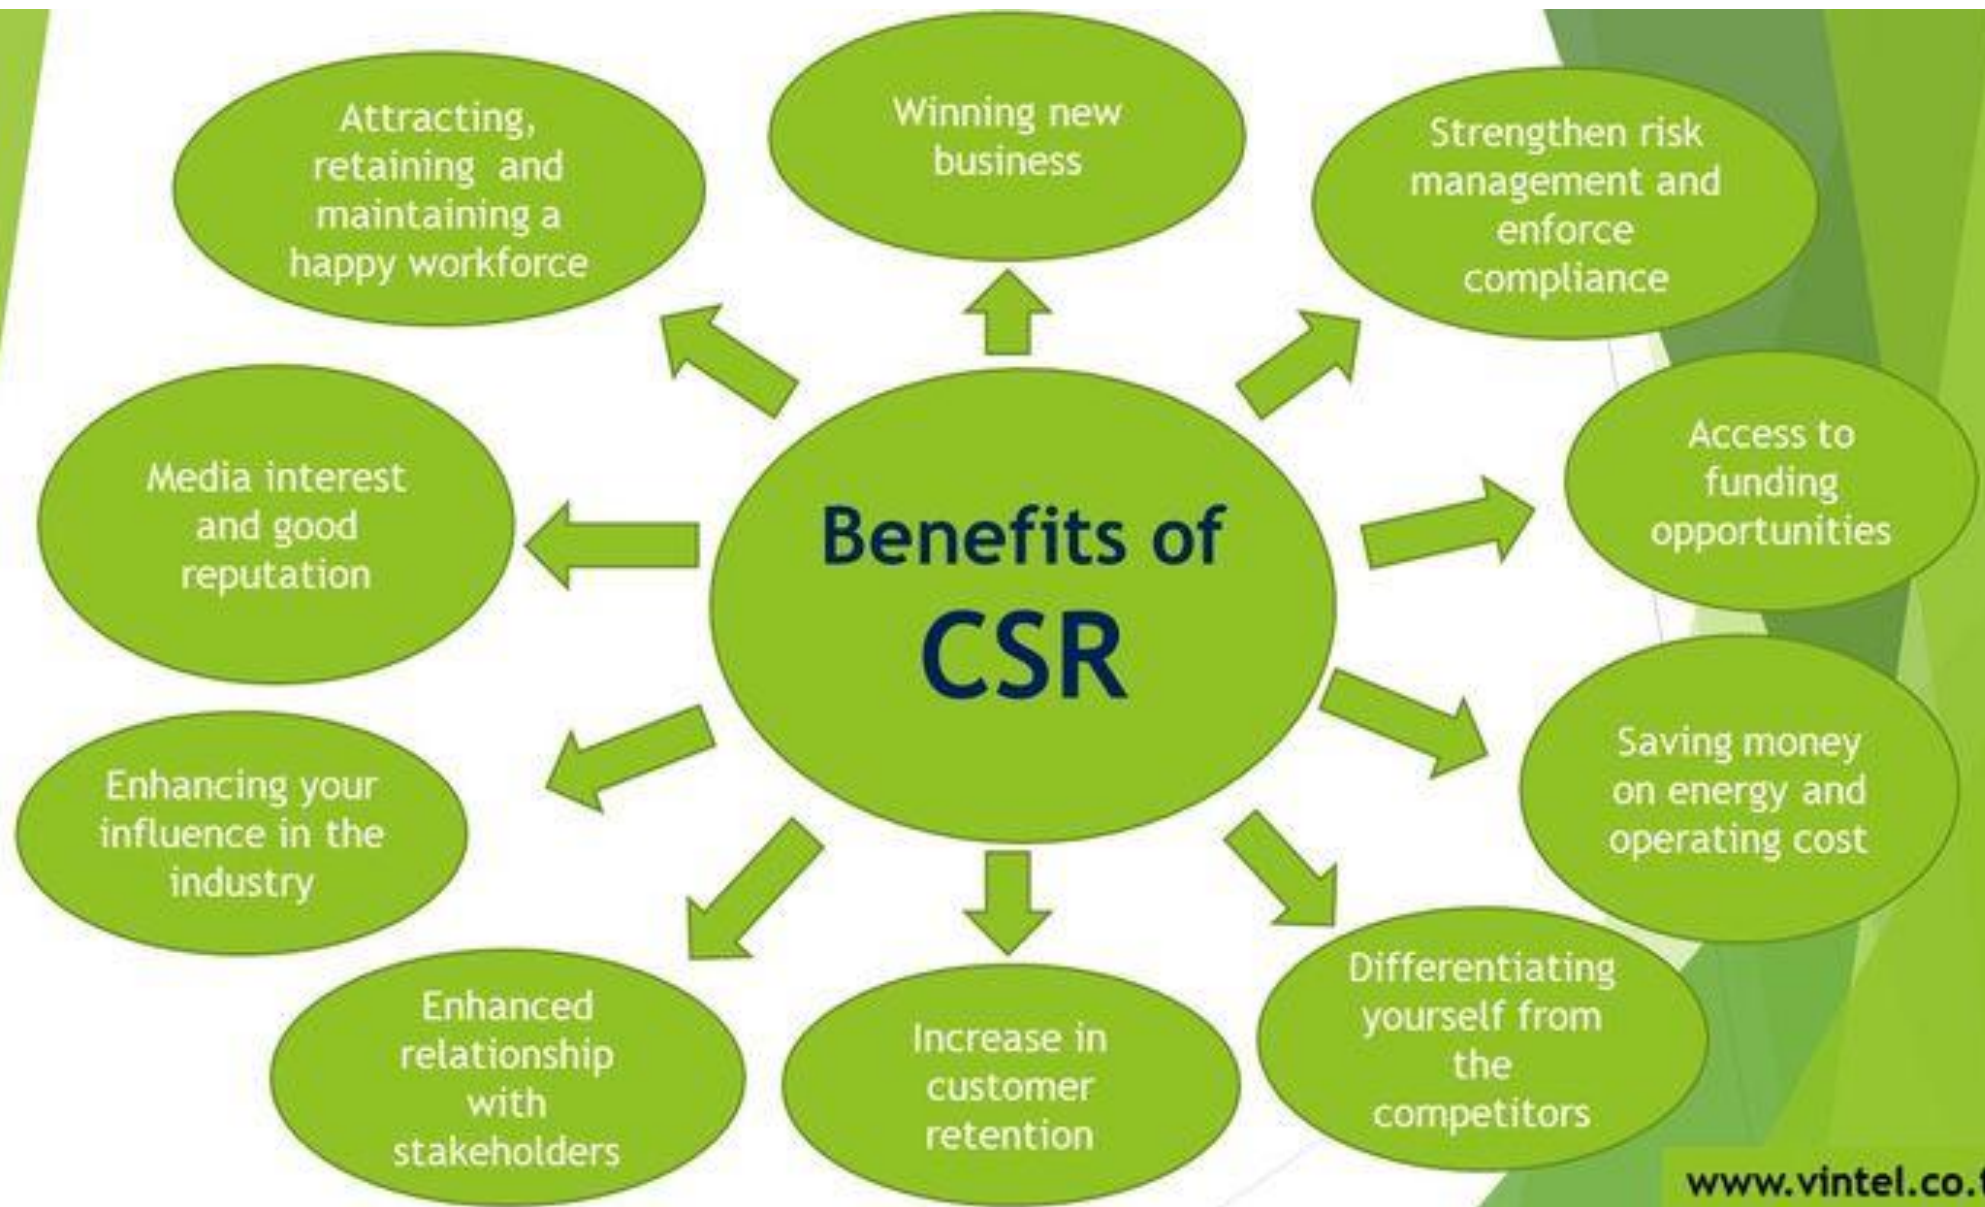 Attracting,
retaining and
maintaining a
happy workforce
Winning new
business
Strengthen risk
management and
enforce
compliance
Media interest
and good
reputation
Benefits of
CSR
Access to
funding
opportunities
Enhancing your
influence in the
industry
Saving money
on energy and
operating cost
Enhanced
relationship
with
stakeholders
Increase in
customer
retention
Differentiating
yourself from
the
competitors
www.vintel.co.